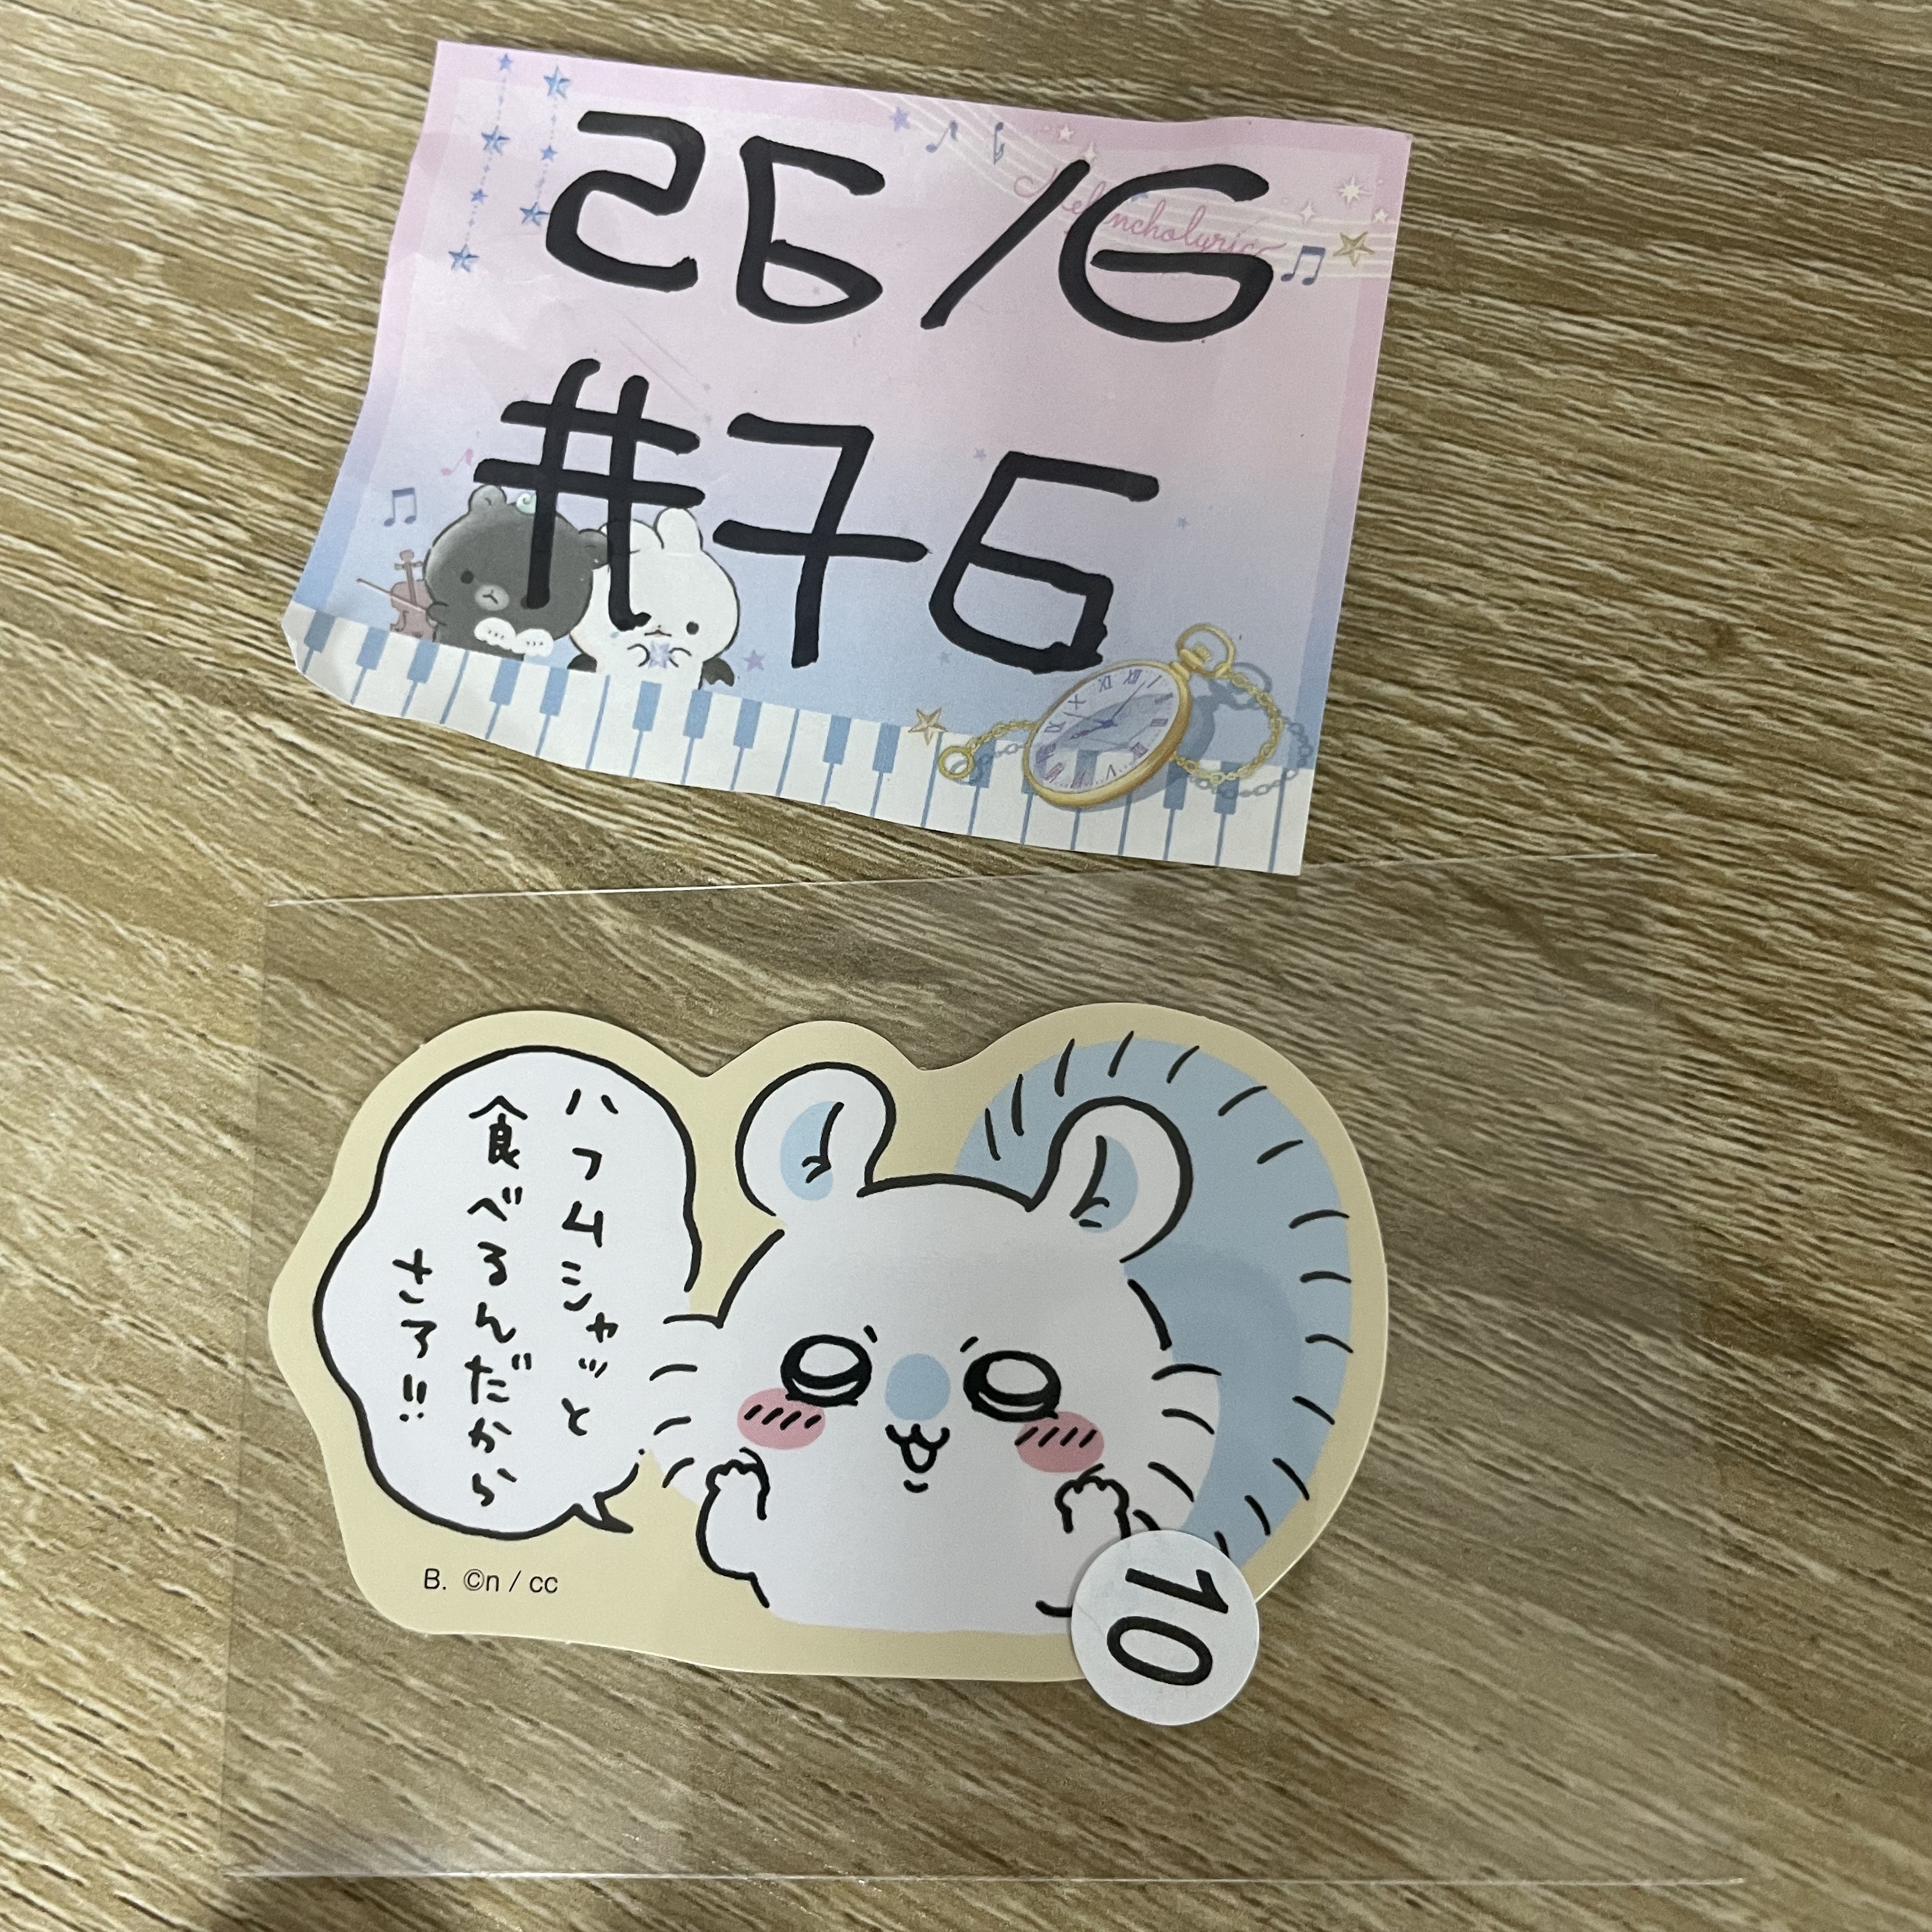 26/6
Melancholyric
#76
ハフムシャッと
食べるんだから
さァ!!
B. ©n / cc
10